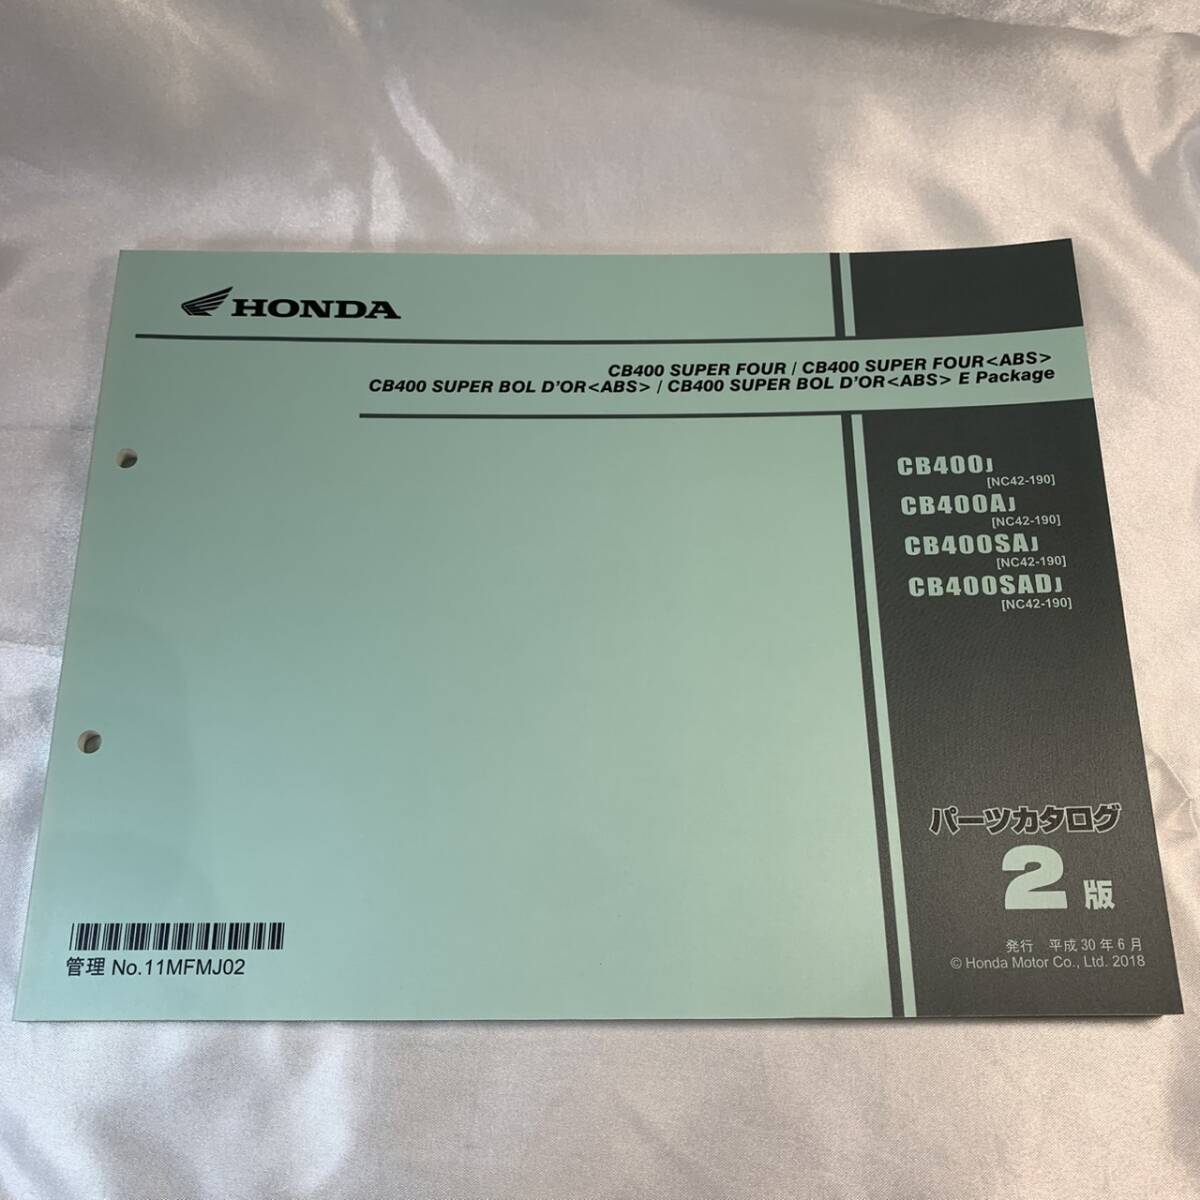 HONDA
CB400 SUPER FOUR / CB400 SUPER FOUR<ABS>
CB400 SUPER BOL D'OR<ABS> / CB400 SUPER BOL D'OR<ABS> E Package
CB400J
[NC42-190]
CB400AJ
[NC42-190]
CB400SAJ
[NC42-190]
CB400SADJ
[NC42-190]
パーツカタログ
2版
発行 平成30年6月
© Honda Motor Co., Ltd. 2018
管理 No.11MFMJ02